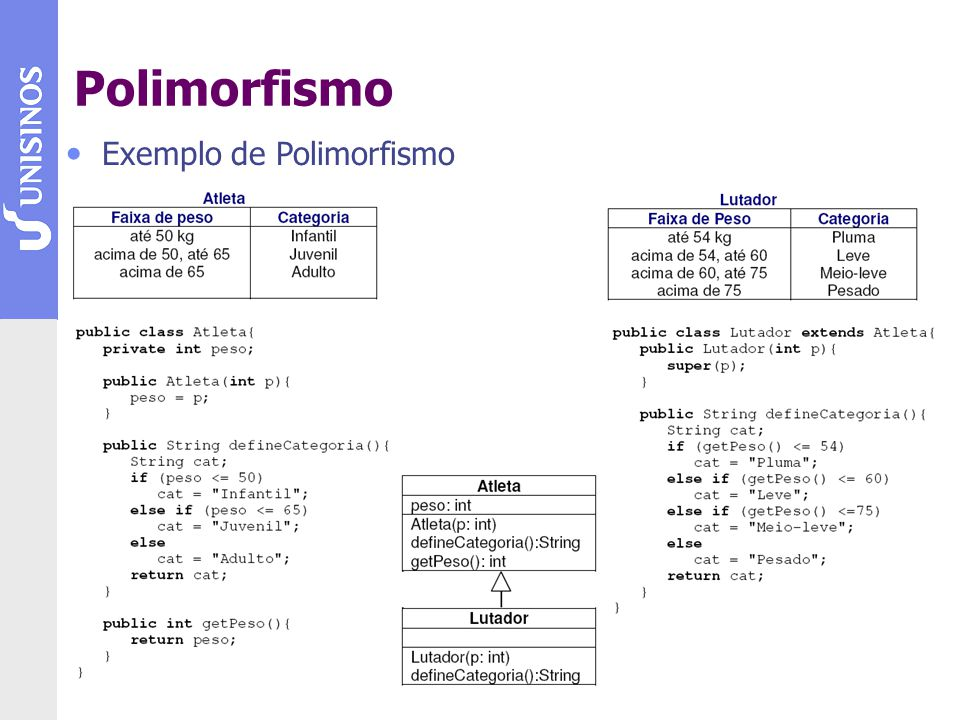 UNISINOS
Polimorfismo
• Exemplo de Polimorfismo
Atleta
Faixa de peso Categoria
até 50 kg Infantil
acima de 50, até 65 Juvenil
acima de 65 Adulto
Lutador
Faixa de Peso Categoria
até 54 kg Pluma
acima de 54, até 60 Leve
acima de 60, até 75 Meio-leve
acima de 75 Pesado
public class Atleta{
private int peso;
public Atleta(int p){
peso = p;
}
public String defineCategoria(){
String cat;
if (peso <= 50)
cat = "Infantil";
else if (peso <= 65)
cat = "Juvenil";
else
cat = "Adulto";
return cat;
}
public int getPeso(){
return peso;
}
}
Atleta
peso: int
Atleta(p: int)
defineCategoria():String
getPeso(): int
Lutador
Lutador(p: int)
defineCategoria():String
public class Lutador extends Atleta{
public Lutador(int p){
super(p);
}
public String defineCategoria(){
String cat;
if (getPeso() <= 54)
cat = "Pluma";
else if (getPeso() <= 60)
cat = "Leve";
else if (getPeso() <=75)
cat = "Meio-leve";
else
cat = "Pesado";
return cat;
}
}